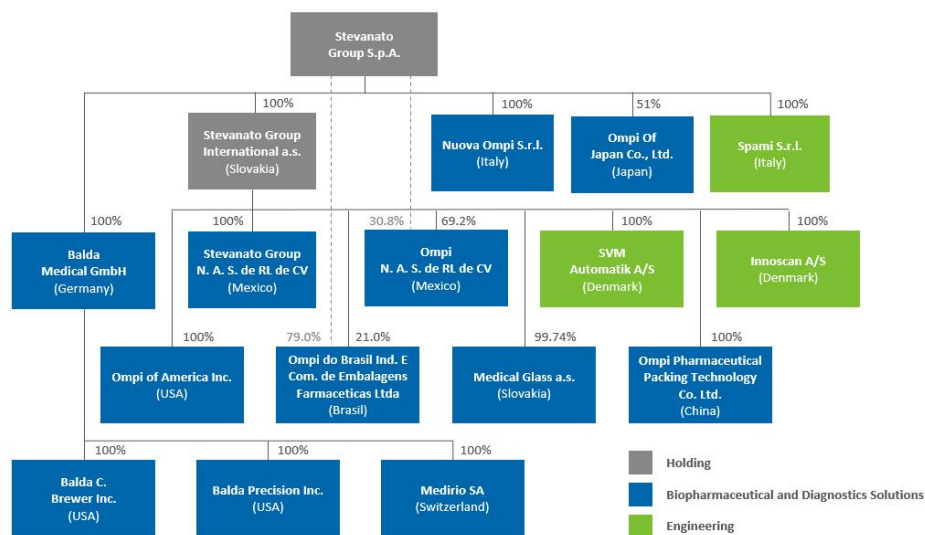 Stevanato
Group S.p.A.
100%
100%
51%
100%
Stevanato Group
International a.s.
(Slovakia)
Nuova Ompi S.r.l.
(Italy)
Ompi Of
Japan Co., Ltd.
(Japan)
Spami S.r.l.
(Italy)
100%
100%
30.8%
69.2%
100%
100%
Balda
Medical GmbH
(Germany)
Stevanato Group
N. A. S. de RL de CV
(Mexico)
Ompi
N. A. S. de RL de CV
(Mexico)
SVM
Automatik A/S
(Denmark)
Innoscan A/S
(Denmark)
100%
79.0%
21.0%
99.74%
100%
Ompi of America Inc.
(USA)
Ompi do Brasil Ind. E
Com. de Embalagens
Farmaceticas Ltda
(Brasil)
Medical Glass a.s.
(Slovakia)
Ompi Pharmaceutical
Packing Technology
Co. Ltd.
(China)
100%
100%
100%
Balda C.
Brewer Inc.
(USA)
Balda Precision Inc.
(USA)
Medirio SA
(Switzerland)
Holding
Biopharmaceutical and Diagnostics Solutions
Engineering